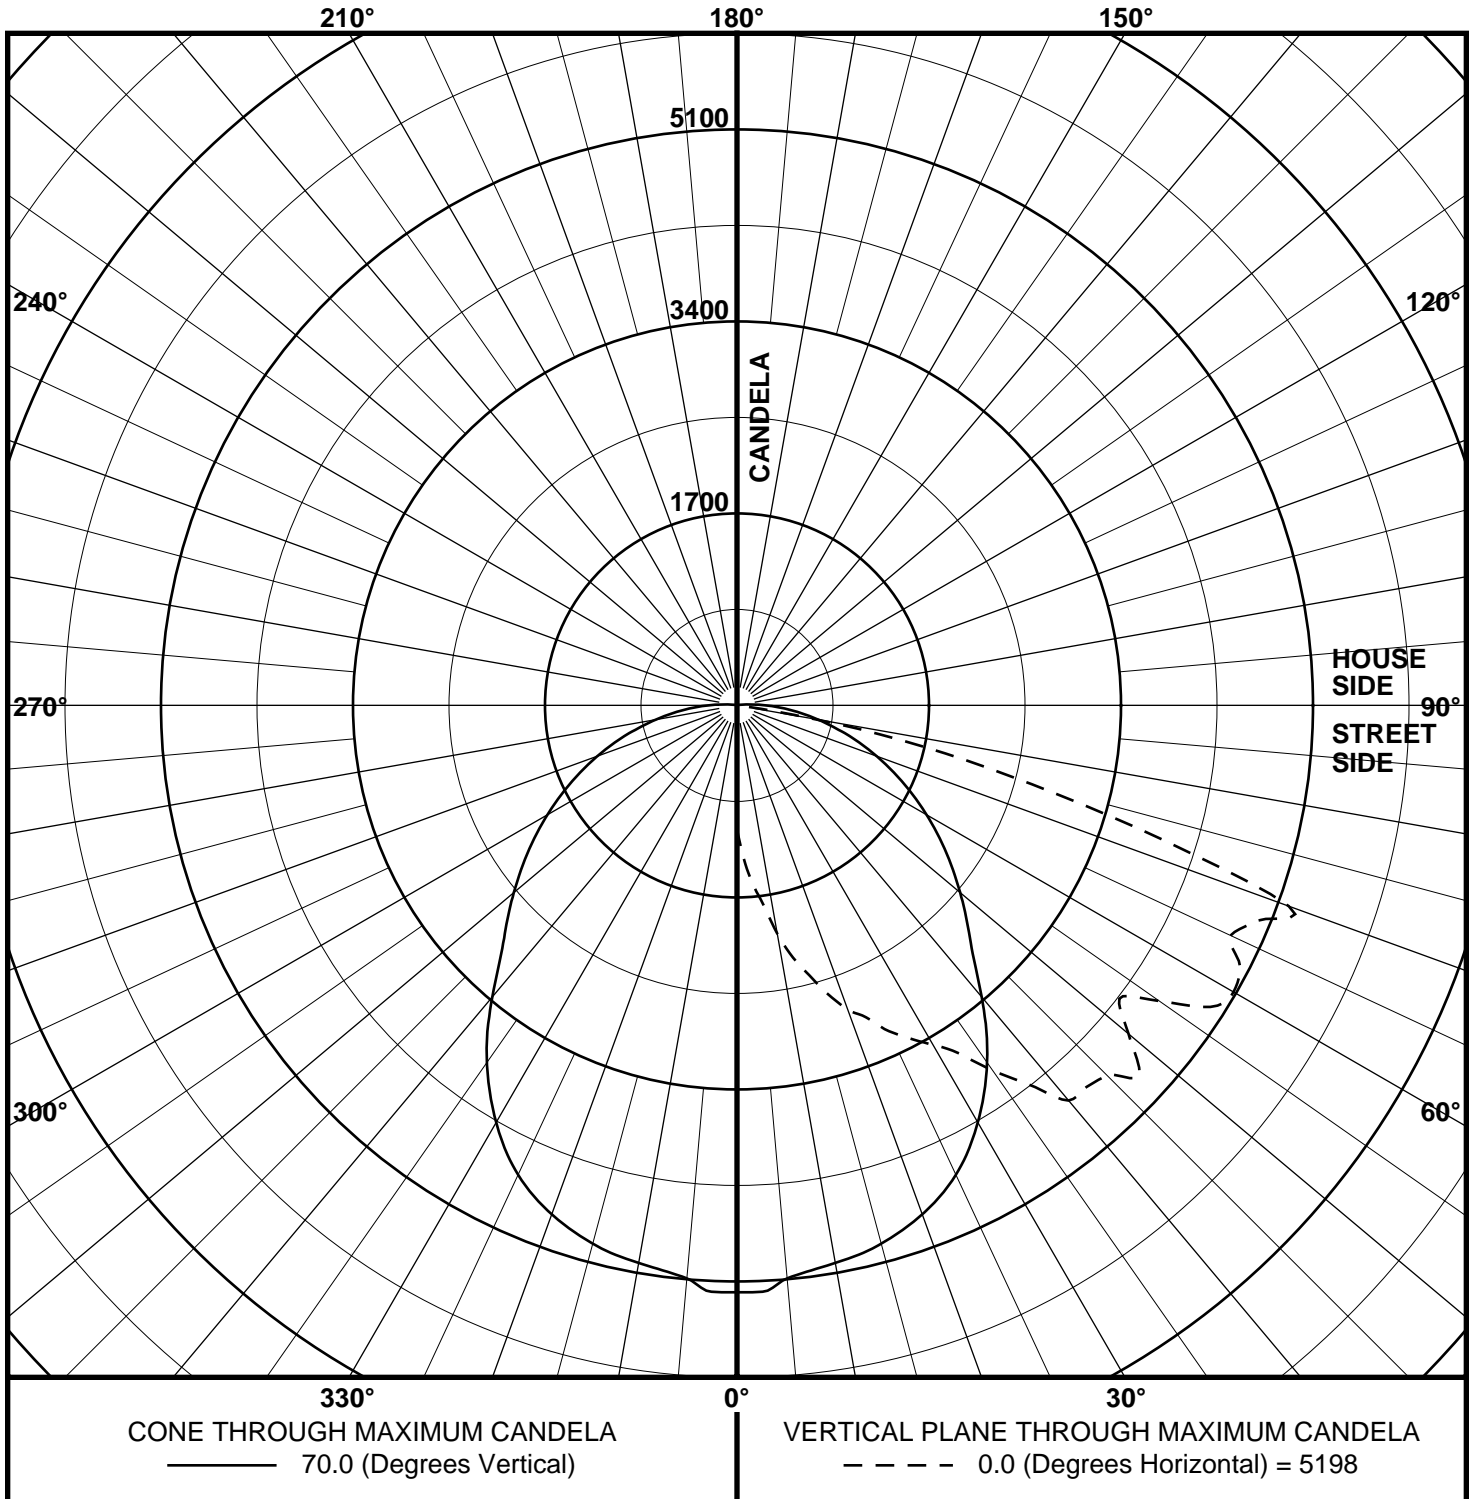 210°
180°
150°
5100
240°
120°
3400
CANDELA
1700
HOUSE
SIDE
270°
90°
STREET
SIDE
300°
60°
330°
0°
30°
CONE THROUGH MAXIMUM CANDELA
70.0 (Degrees Vertical)
VERTICAL PLANE THROUGH MAXIMUM CANDELA
0.0 (Degrees Horizontal) = 5198